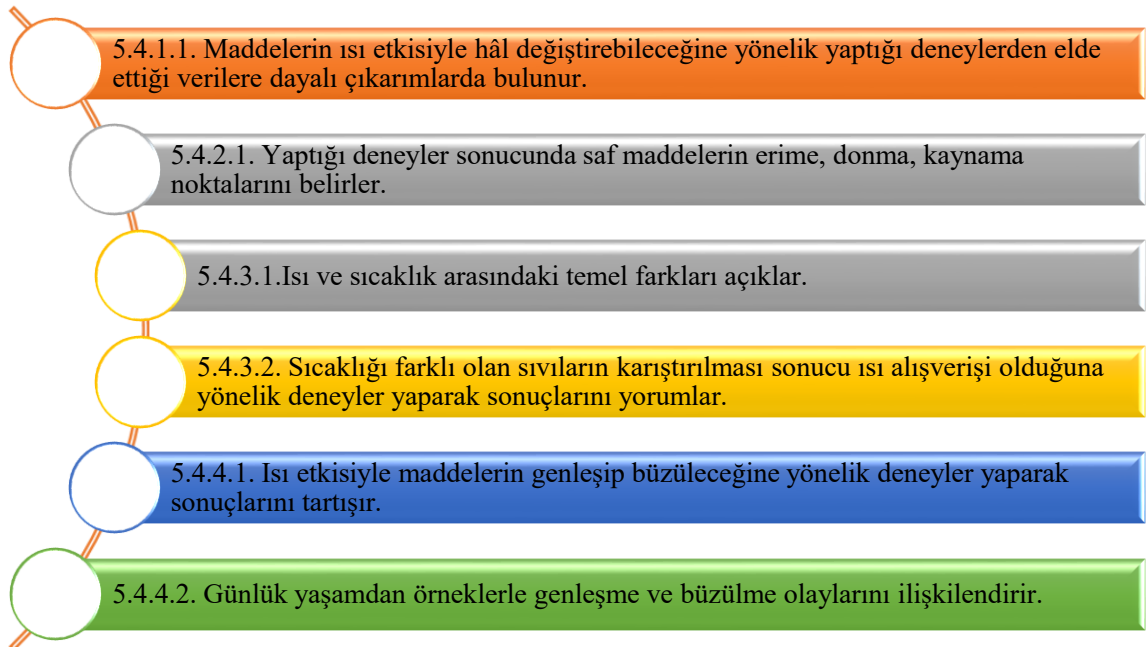 5.4.1.1. Maddelerin ısı etkisiyle hâl değiştirebileceğine yönelik yaptığı deneylerden elde
ettiği verilere dayalı çıkarımlarda bulunur.
5.4.2.1. Yaptığı deneyler sonucunda saf maddelerin erime, donma, kaynama
noktalarını belirler.
5.4.3.1.Isı ve sıcaklık arasındaki temel farkları açıklar.
5.4.3.2. Sıcaklığı farklı olan sıvıların karıştırılması sonucu ısı alışverişi olduğuna
yönelik deneyler yaparak sonuçlarını yorumlar.
5.4.4.1. Isı etkisiyle maddelerin genleşip büzüleceğine yönelik deneyler yaparak
sonuçlarını tartışır.
5.4.4.2. Günlük yaşamdan örneklerle genleşme ve büzülme olaylarını ilişkilendirir.